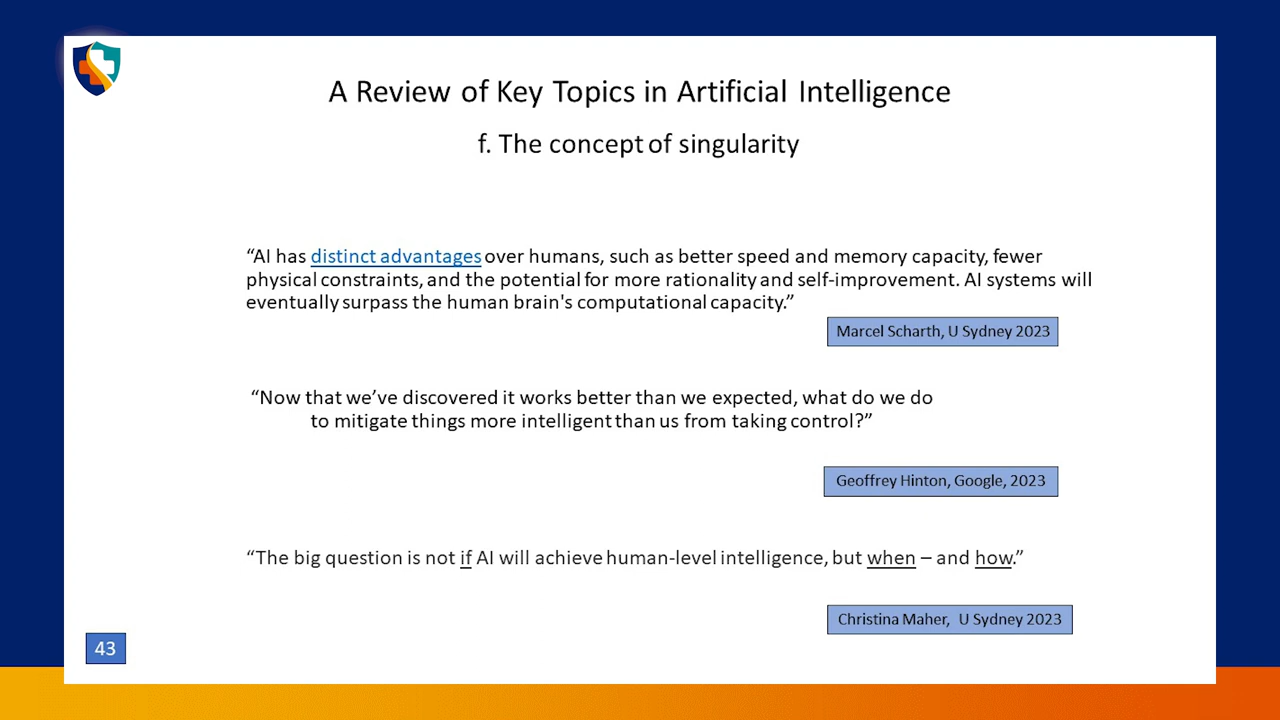 A Review of Key Topics in Artificial Intelligence
f. The concept of singularity
“AI has distinct advantages over humans, such as better speed and memory capacity, fewer
physical constraints, and the potential for more rationality and self-improvement. AI systems will
eventually surpass the human brain's computational capacity.”
Marcel Scharth, U Sydney 2023
“Now that we’ve discovered it works better than we expected, what do we do
to mitigate things more intelligent than us from taking control?”
Geoffrey Hinton, Google, 2023
“The big question is not if AI will achieve human-level intelligence, but when – and how.”
Christina Maher, U Sydney 2023
43